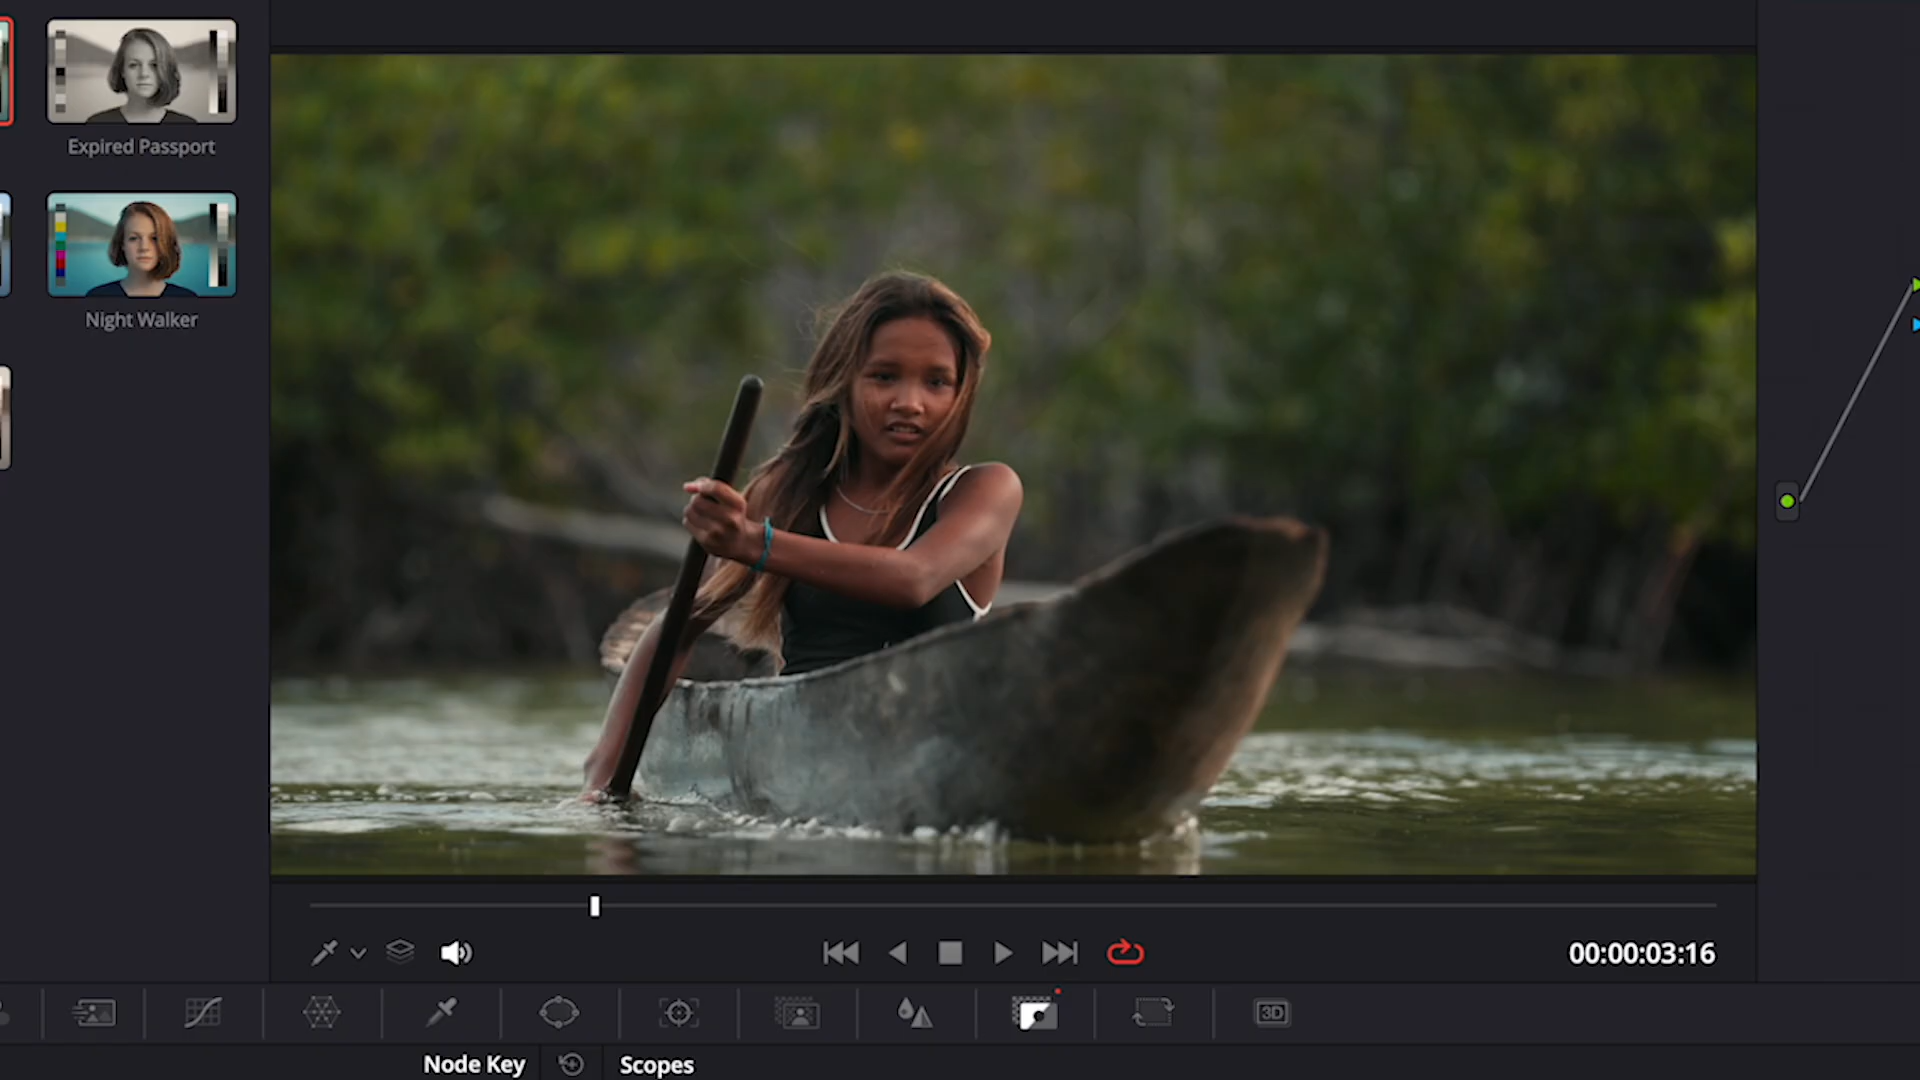 Expired Passport
Night Walker
00:00:03:16
3D
Node Key
Scopes